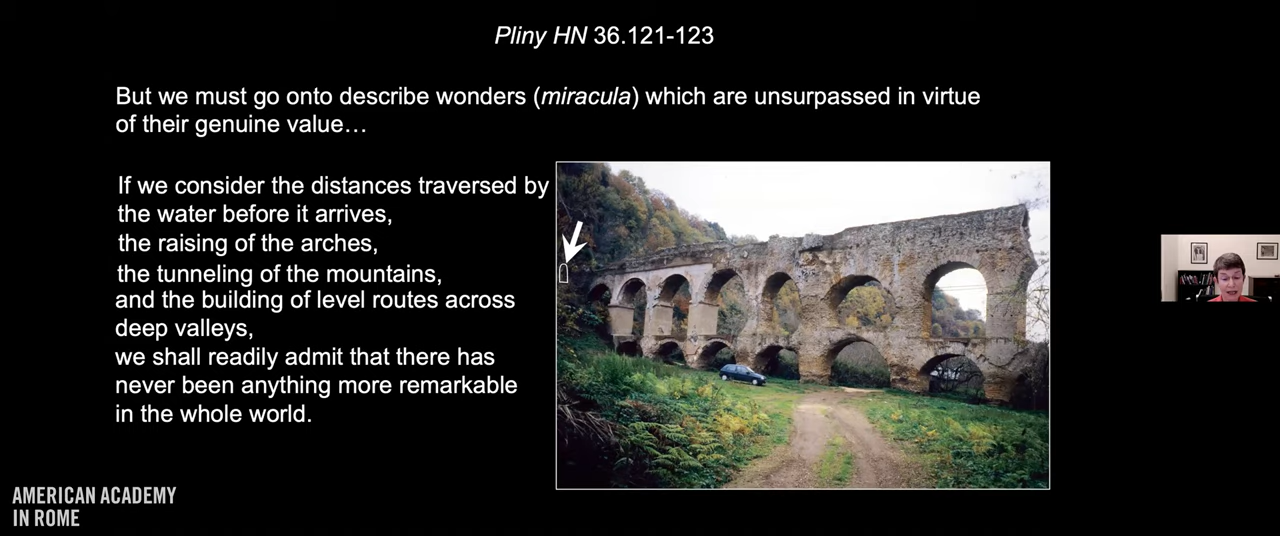 Pliny HN 36.121-123
But we must go onto describe wonders (miracula) which are unsurpassed in virtue
of their genuine value…
If we consider the distances traversed by
the water before it arrives,
the raising of the arches,
the tunneling of the mountains,
and the building of level routes across
deep valleys,
we shall readily admit that there has
never been anything more remarkable
in the whole world.
AMERICAN ACADEMY
IN ROME